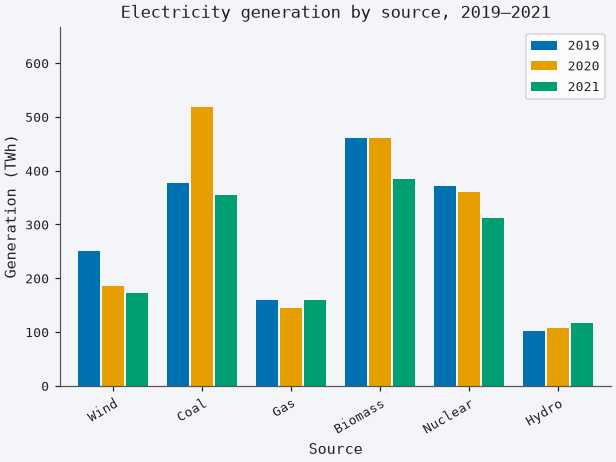 Electricity generation by source, 2019–2021
2019
2020
2021
Generation (TWh)
600
500
400
300
200
100
0
Wind
Coal
Gas
Biomass
Nuclear
Hydro
Source